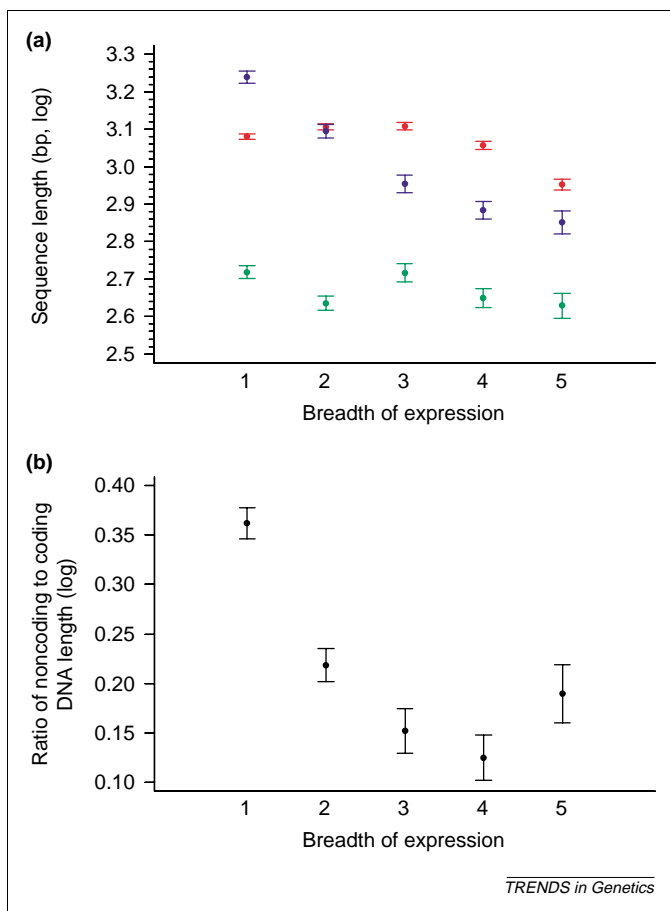 (a)
Sequence length (bp, log)
3.3
3.2
3.1
3.0
2.9
2.8
2.7
2.6
2.5
1 2 3 4 5
Breadth of expression
(b)
Ratio of noncoding to coding
DNA length (log)
0.40
0.35
0.30
0.25
0.20
0.15
0.10
1 2 3 4 5
Breadth of expression
TRENDS in Genetics